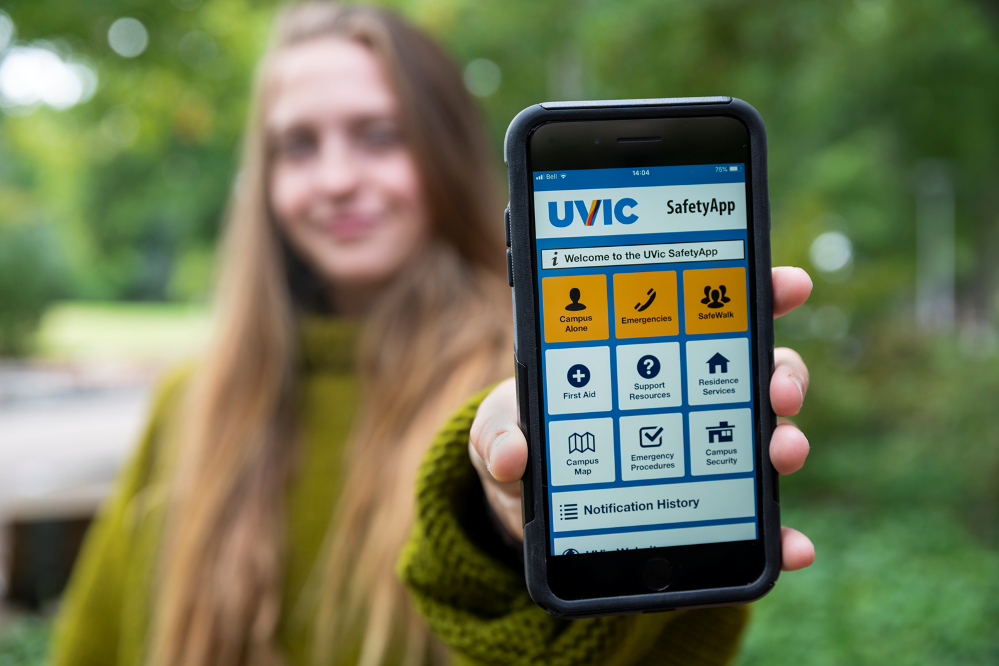 Bell 14:04 75%
UVIC SafetyApp
i Welcome to the UVic SafetyApp
Campus
Alone
Emergencies
SafeWalk
First Aid
Support
Resources
Residence
Services
Campus
Map
Emergency
Procedures
Campus
Security
Notification History